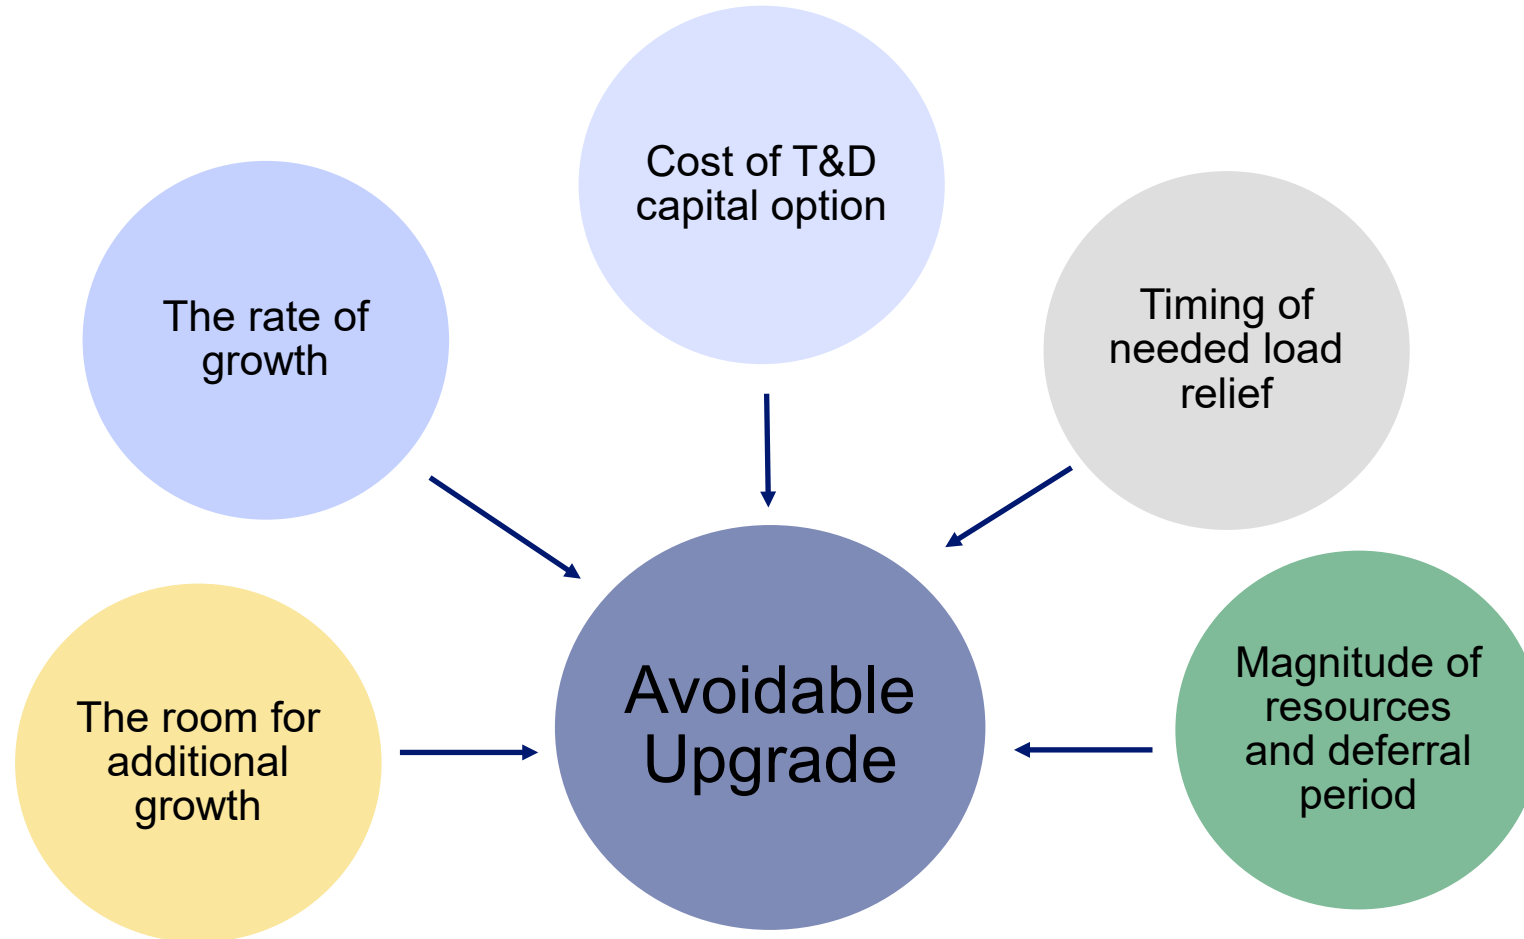 Cost of T&D
capital option
The rate of
growth
Timing of
needed load
relief
The room for
additional
growth
Avoidable
Upgrade
Magnitude of
resources
and deferral
period